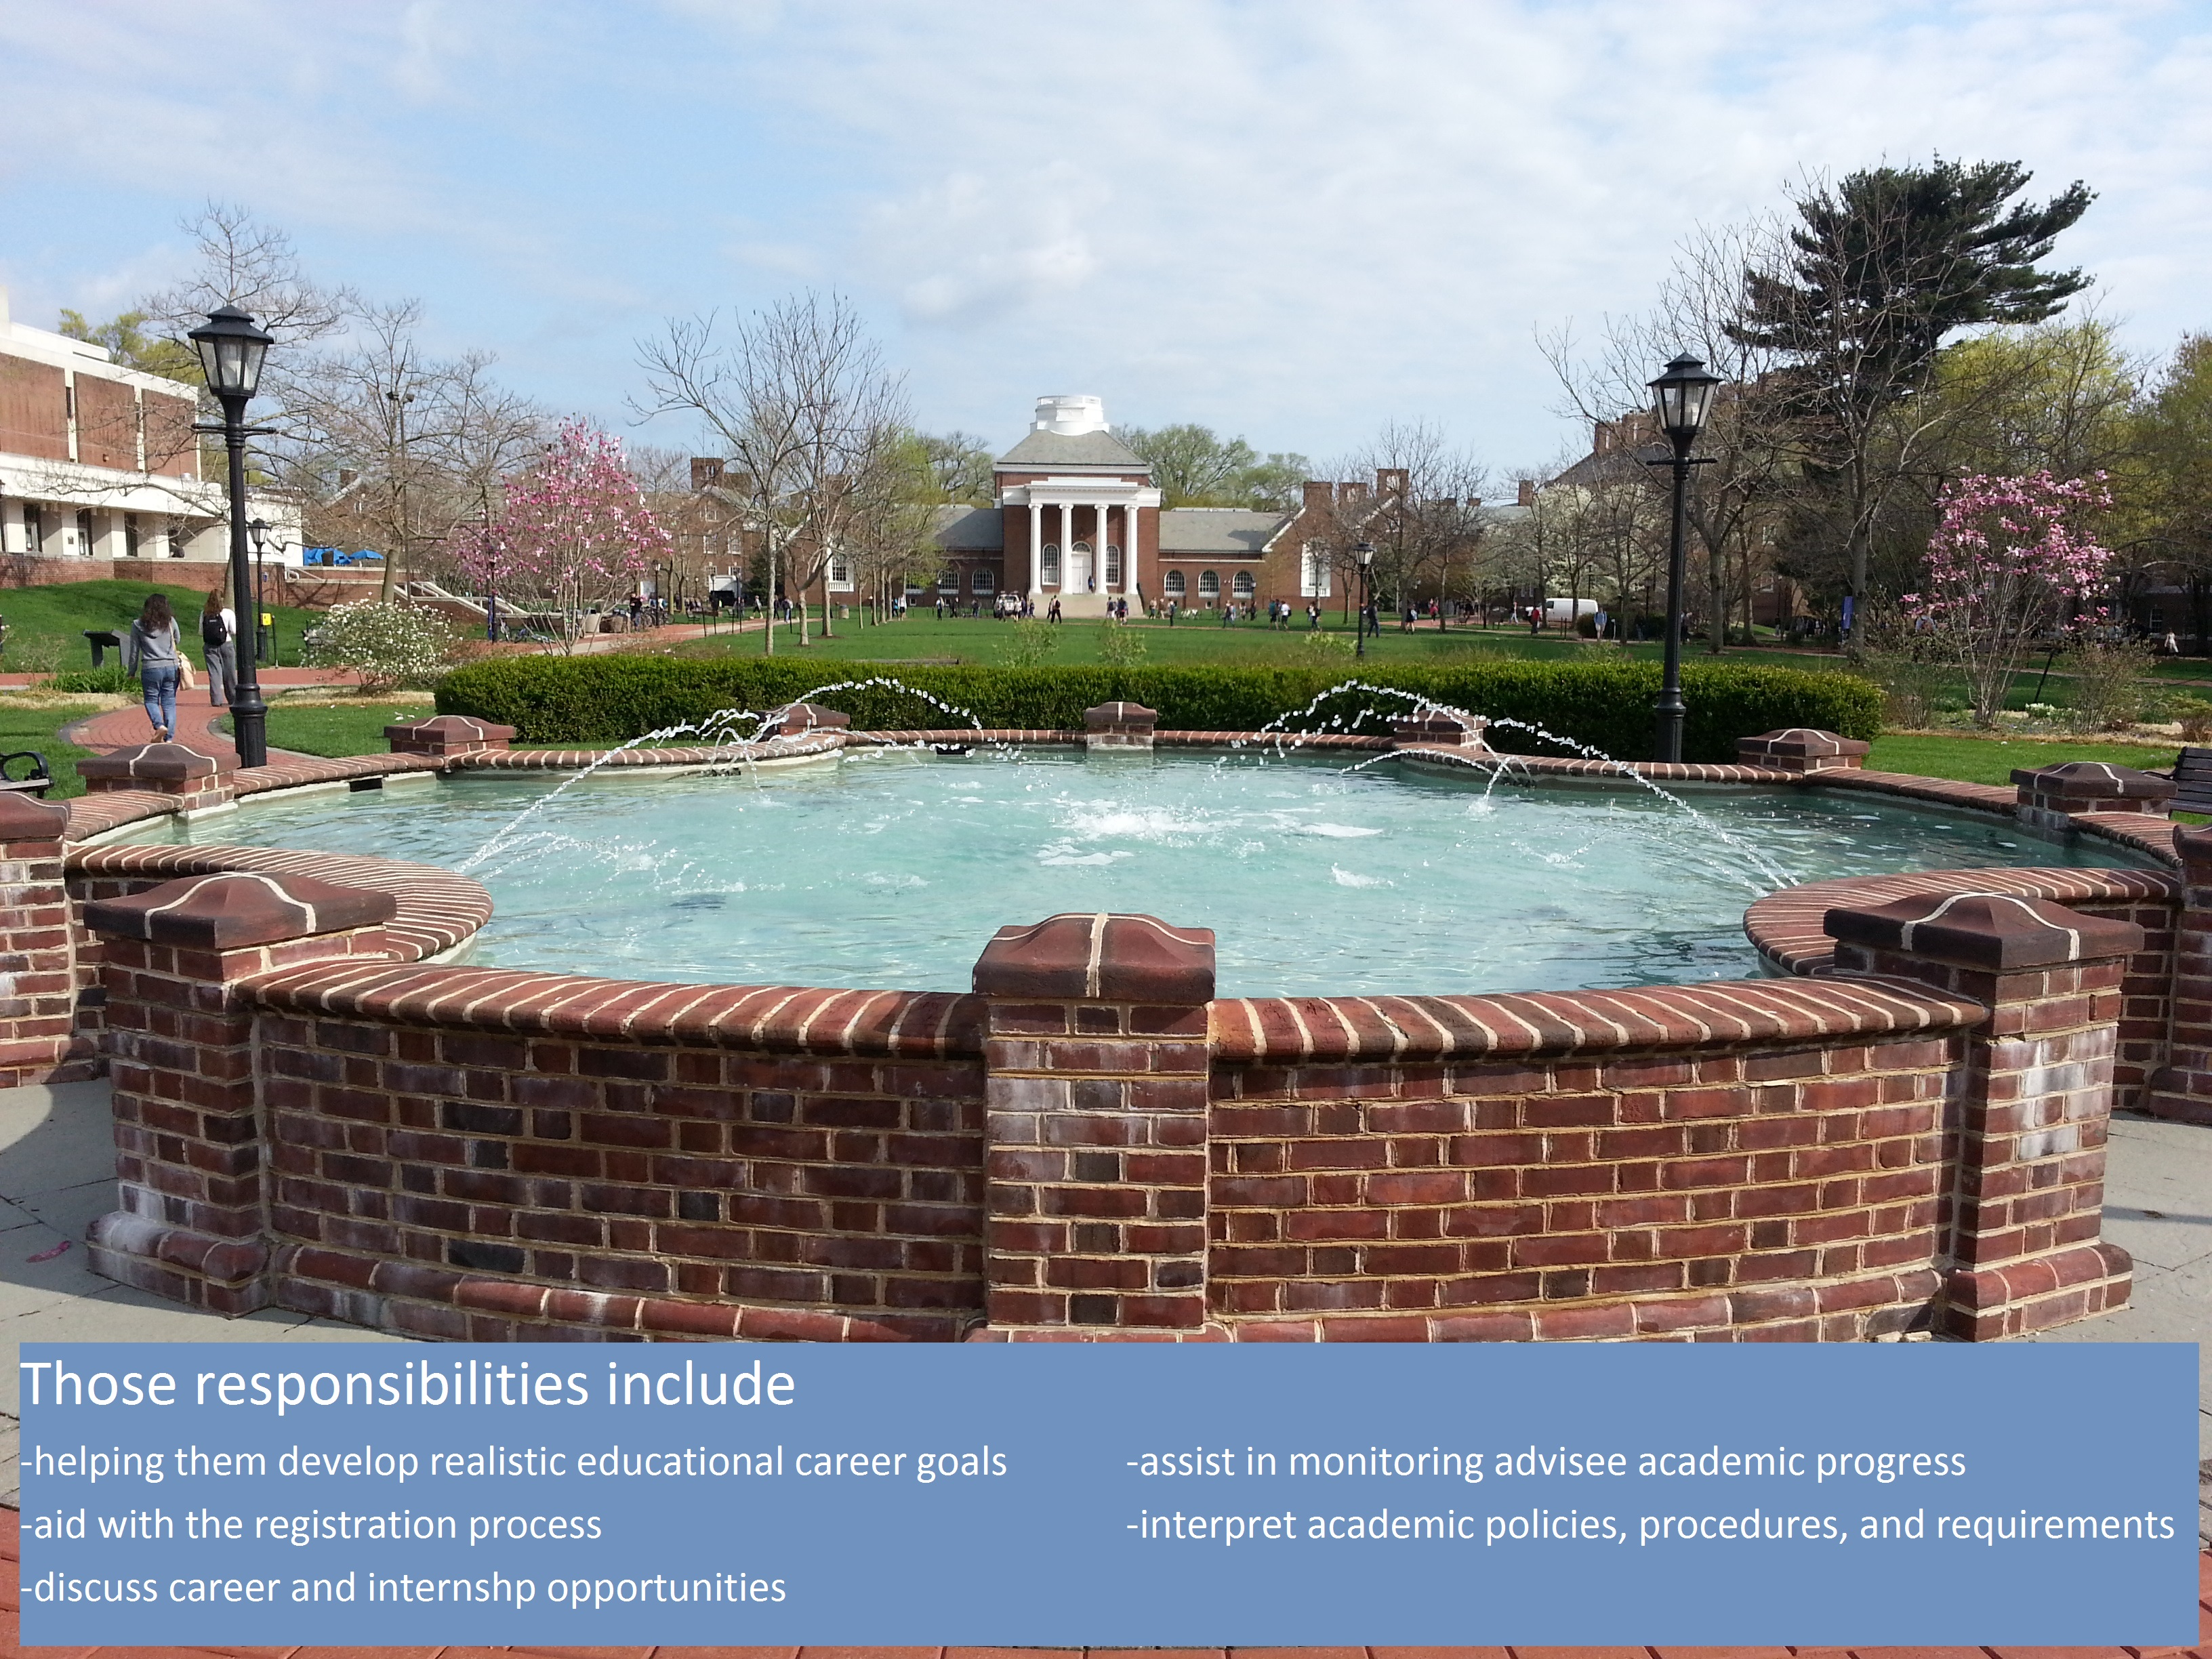 Those responsibilities include
-helping them develop realistic educational career goals
-aid with the registration process
-discuss career and internshp opportunities
-assist in monitoring advisee academic progress
-interpret academic policies, procedures, and requirements